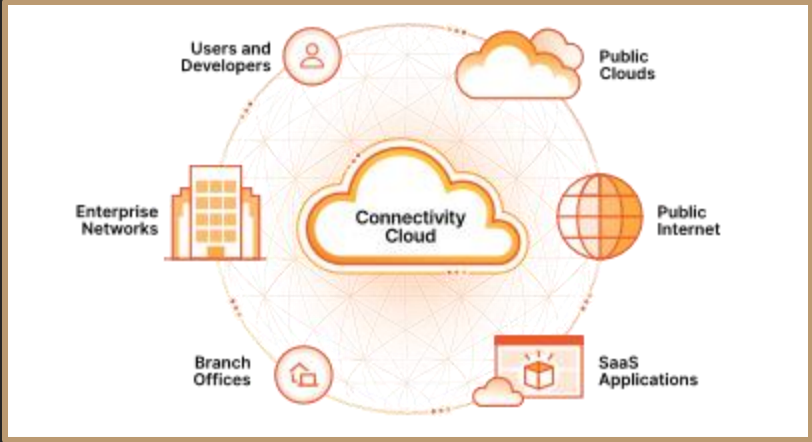 Users and
Developers
Public
Clouds
Enterprise
Networks
Connectivity
Cloud
Public
Internet
Branch
Offices
SaaS
Applications